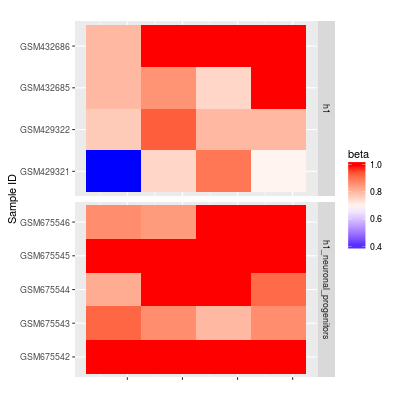 GSM432686
GSM432685
GSM429322
GSM429321
h1
GSM675546
GSM675545
GSM675544
GSM675543
GSM675542
h1_neuronal_progenitors
Sample ID
beta
1.0
0.8
0.6
0.4